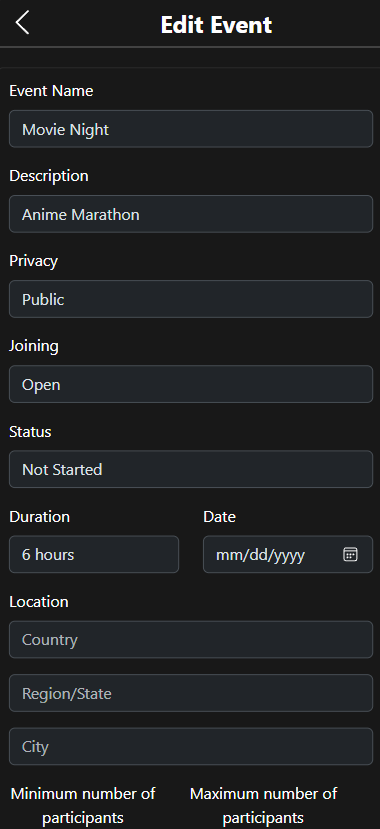 Edit Event
Event Name
Movie Night
Description
Anime Marathon
Privacy
Public
Joining
Open
Status
Not Started
Duration
Date
6 hours
mm/dd/yyyy
Location
Country
Region/State
City
Minimum number of
participants
Maximum number of
participants